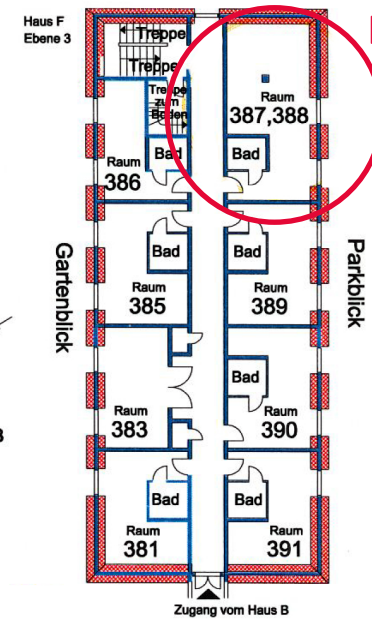 Haus F
Ebene 3
Treppe
Treppe
Treppe
zum
Boden
Raum
387,388
Bad
Bad
Raum
386
Bad
Bad
Gartenblick
Parkblick
Raum
385
Raum
389
Bad
Raum
383
Raum
390
Bad
Bad
Raum
381
Raum
391
Zugang vom Haus B